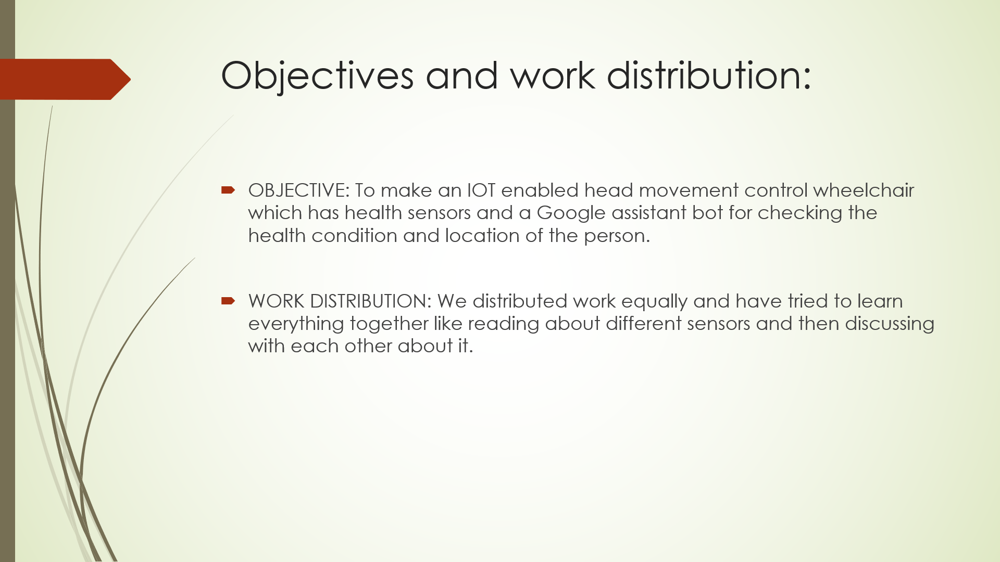 Objectives and work distribution:
OBJECTIVE: To make an IOT enabled head movement control wheelchair
which has health sensors and a Google assistant bot for checking the
health condition and location of the person.
WORK DISTRIBUTION: We distributed work equally and have tried to learn
everything together like reading about different sensors and then discussing
with each other about it.